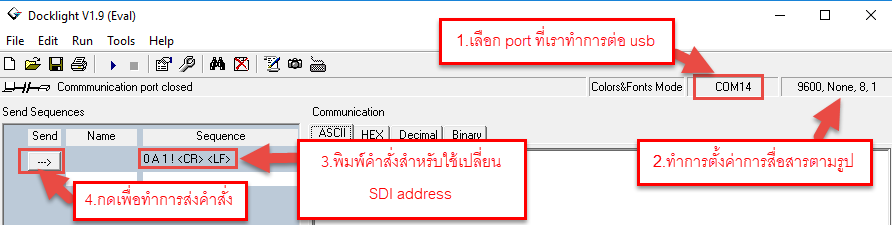 Docklight V1.9 (Eval)
File Edit Run Tools Help
1.เลือก port ที่เราทำการต่อ usb
Commmunication port closed
Colors&Fonts Mode
COM14
9600, None, 8, 1
Send Sequences
Communication
Send Name Sequence
ASCII HEX Decimal Binary
---> 0 A 1 ! <CR> <LF>
3.พิมพ์คำสั่งสำหรับใช้เปลี่ยน
SDI address
2.ทำการตั้งค่าการสื่อสารตามรูป
4.กดเพื่อทำการส่งคำสั่ง